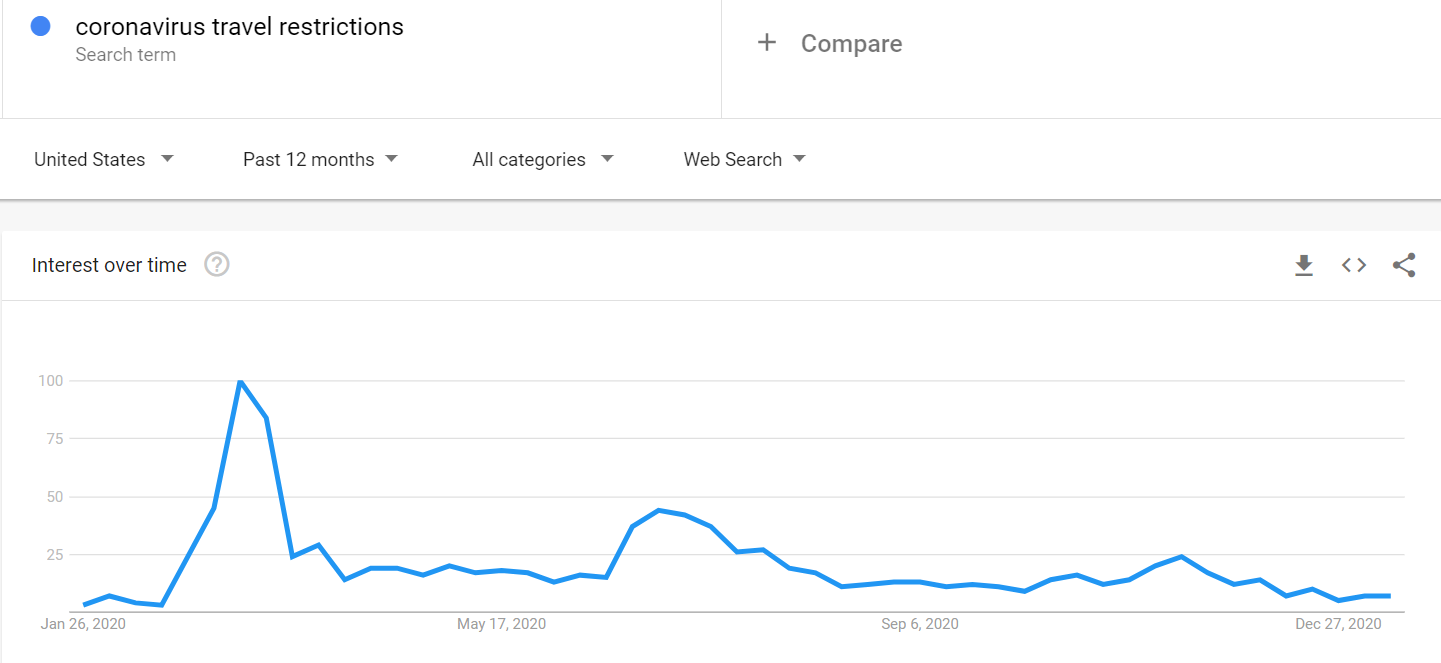 coronavirus travel restrictions
Search term
+ Compare
United States
Past 12 months
All categories
Web Search
Interest over time ?
100
75
50
25
Jan 26, 2020
May 17, 2020
Sep 6, 2020
Dec 27, 2020